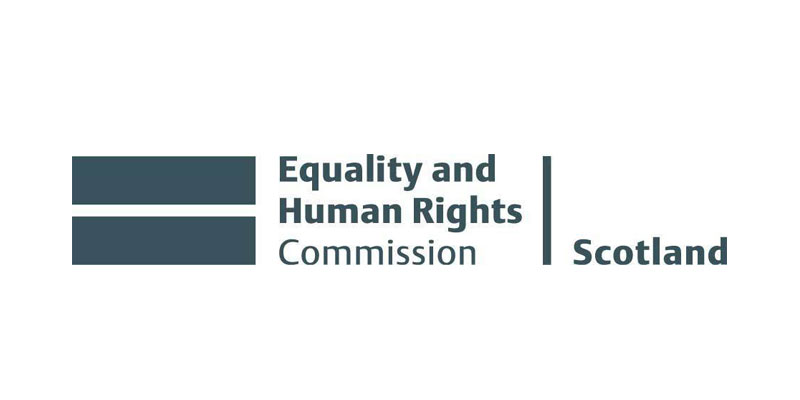 Equality and
Human Rights
Commission
Scotland